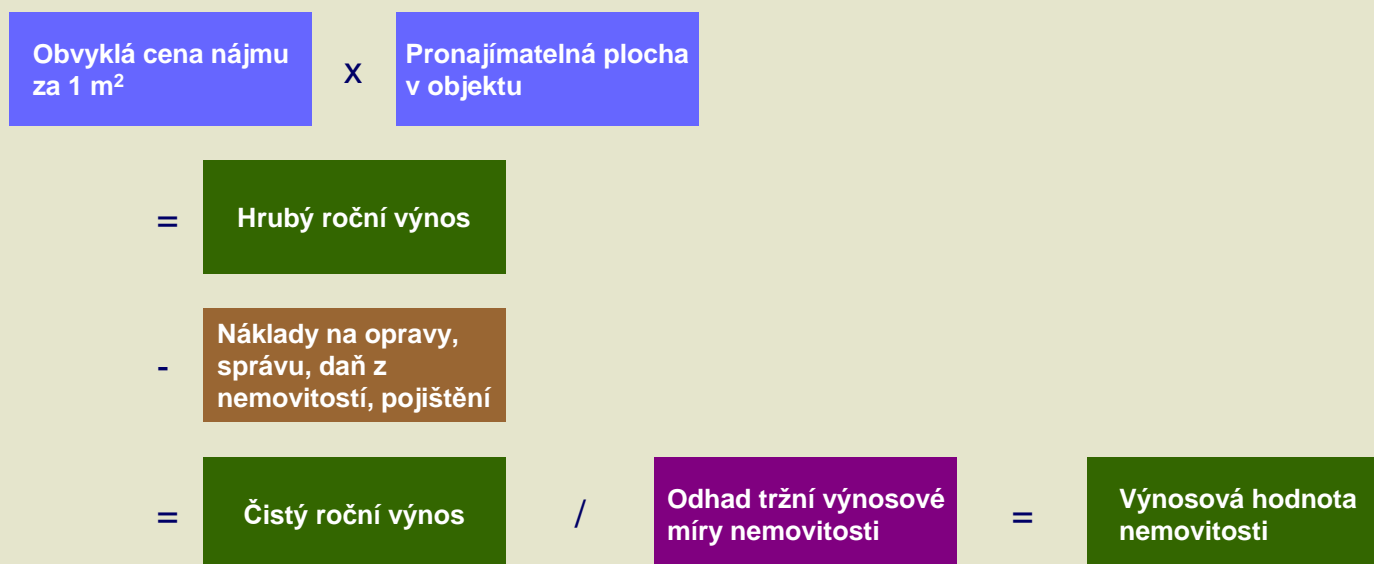 Obvyklá cena nájmu
za 1 m²
x
Pronajímatelná plocha
v objektu
=
Hrubý roční výnos
-
Náklady na opravy,
správu, daň z
nemovitostí, pojištění
=
Čistý roční výnos
/
Odhad tržní výnosové
míry nemovitosti
=
Výnosová hodnota
nemovitosti